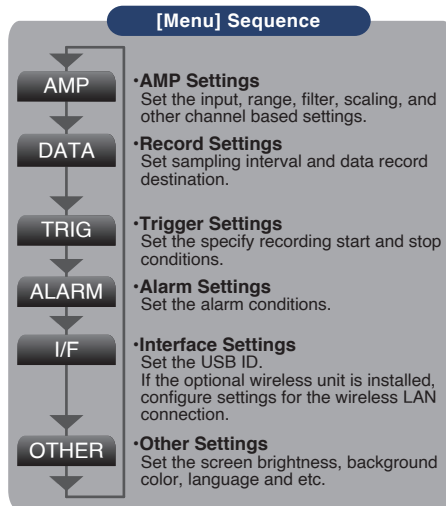 [Menu] Sequence
AMP
·AMP Settings
Set the input, range, filter, scaling, and
other channel based settings.
DATA
·Record Settings
Set sampling interval and data record
destination.
TRIG
·Trigger Settings
Set the specify recording start and stop
conditions.
ALARM
·Alarm Settings
Set the alarm conditions.
I/F
·Interface Settings
Set the USB ID.
If the optional wireless unit is installed,
configure settings for the wireless LAN
connection.
OTHER
·Other Settings
Set the screen brightness, background
color, language and etc.